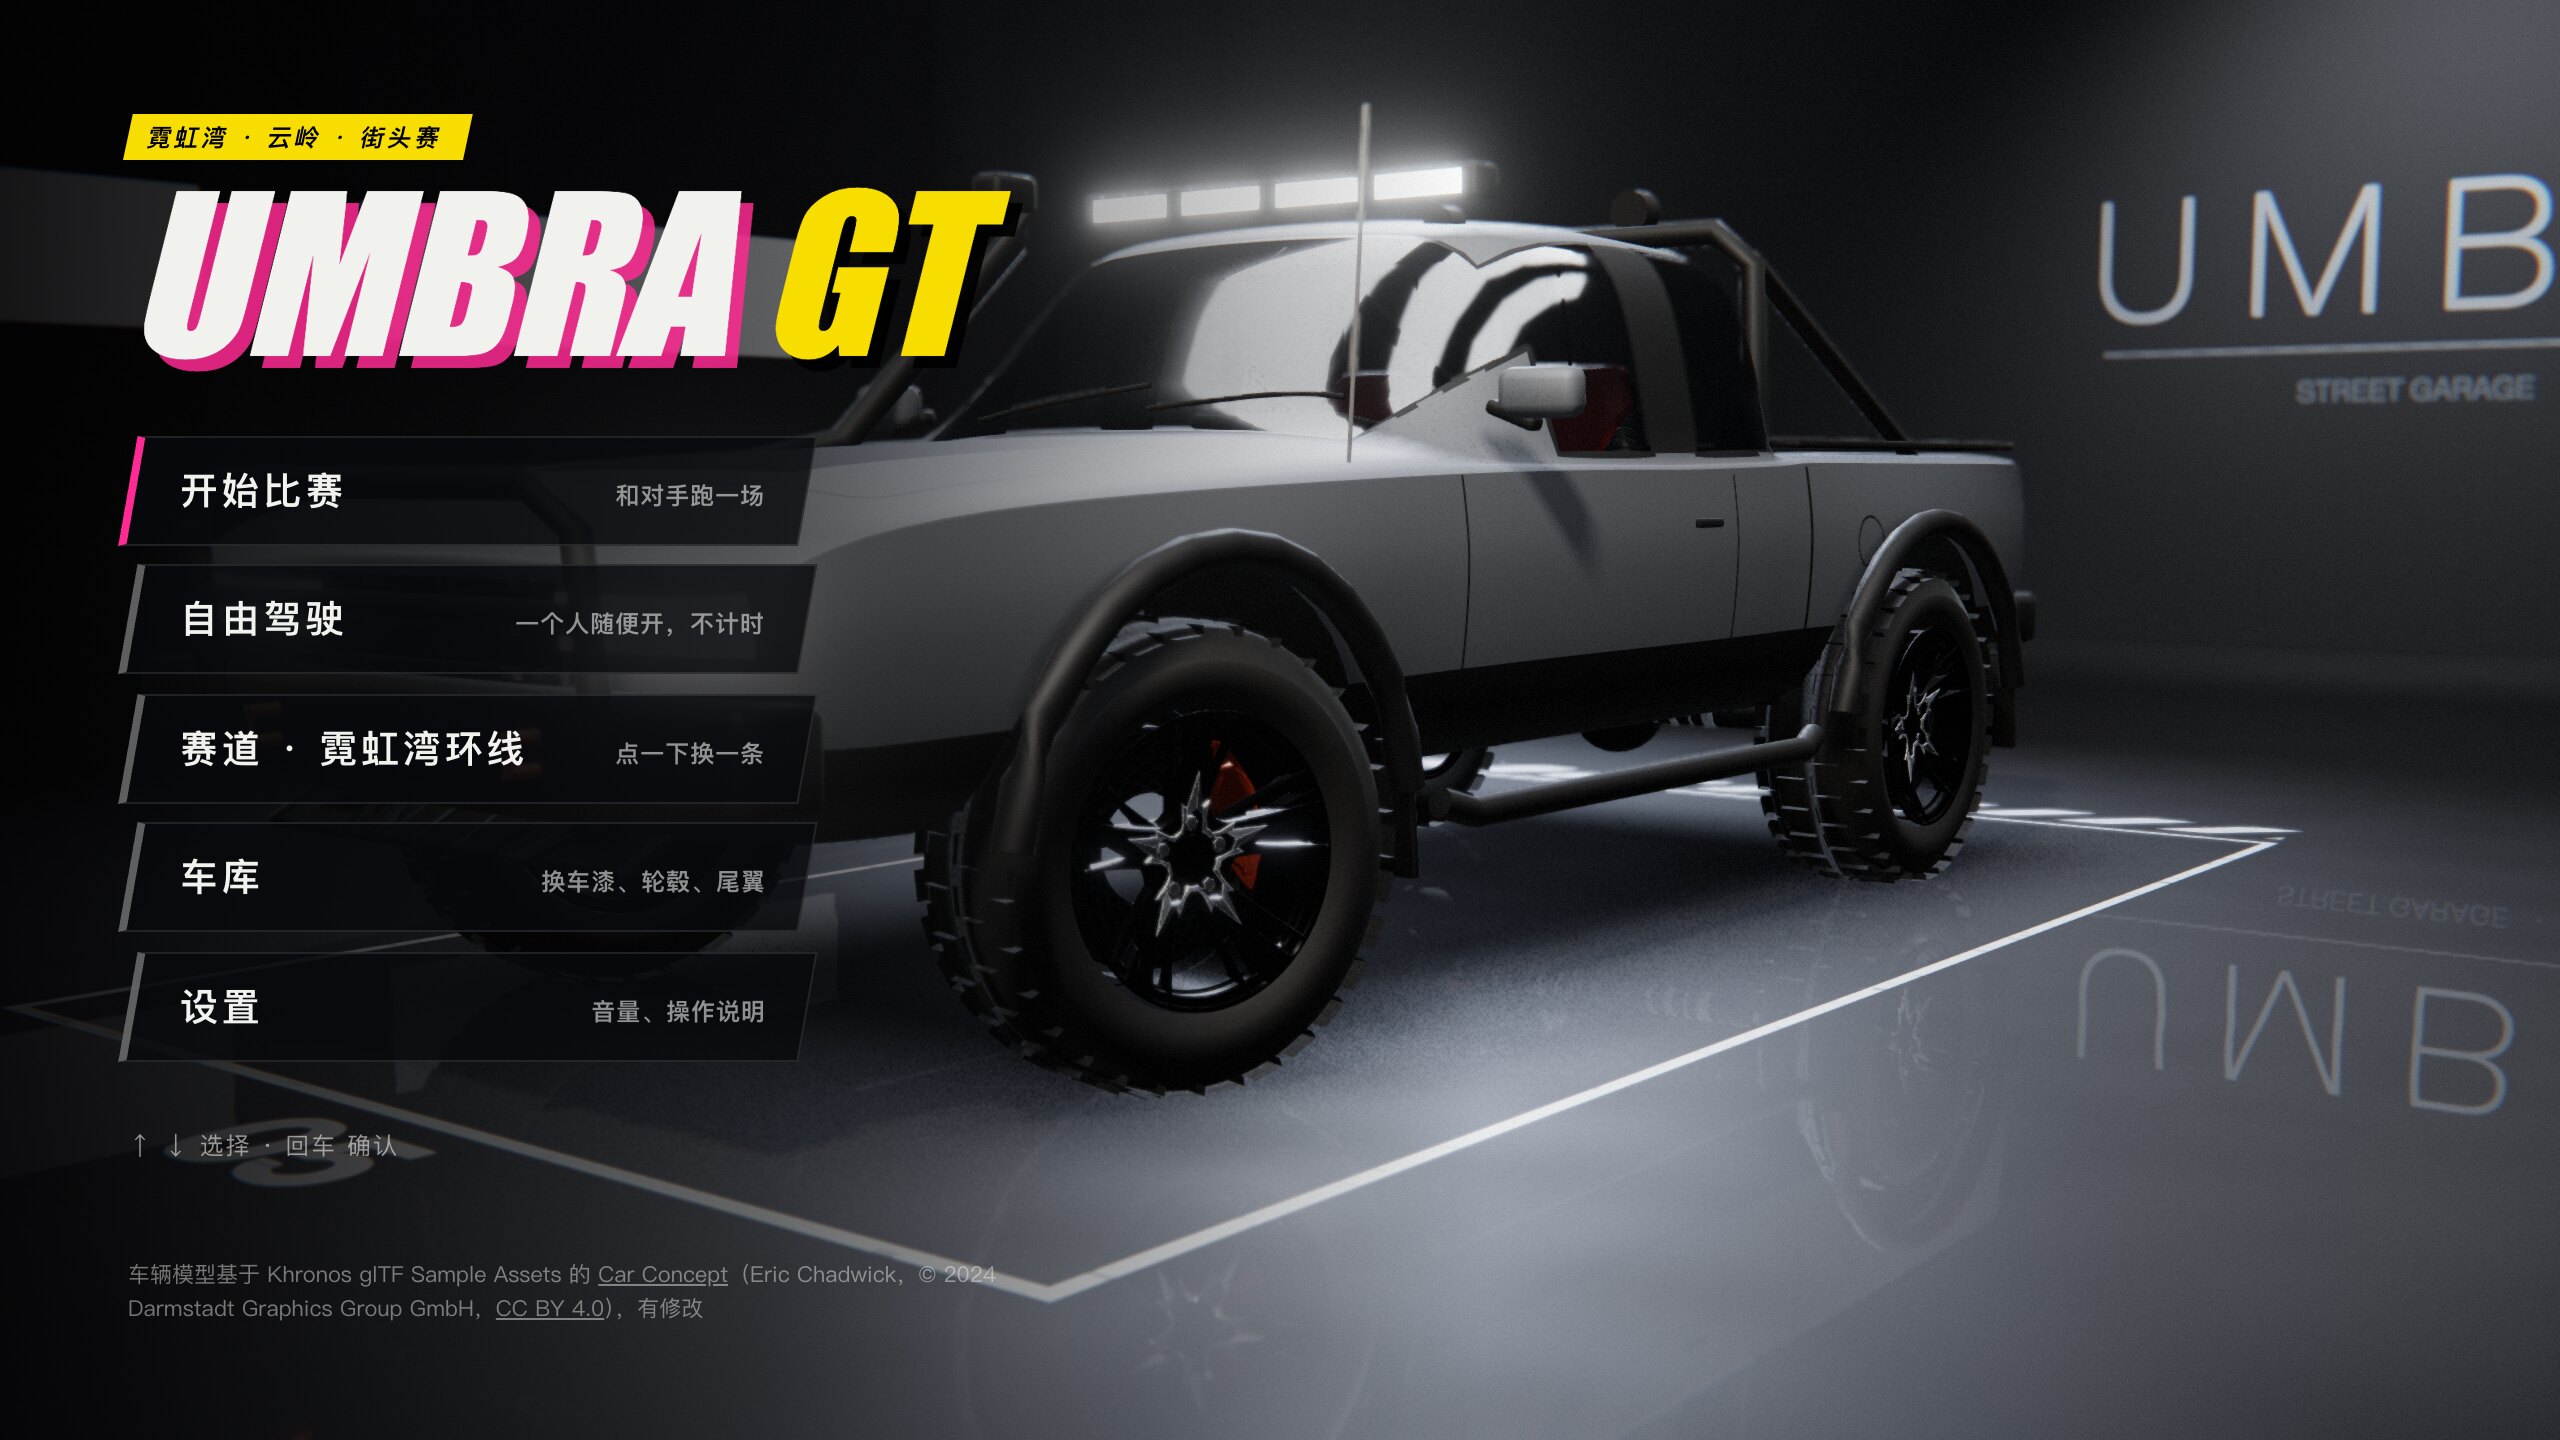 霓虹湾 · 云岭 · 街头赛
UMBRA GT
UMB
STREET GARAGE
开始比赛 和对手跑一场
自由驾驶 一个人随便开，不计时
赛道 · 霓虹湾环线 点一下换一条
车库 换车漆、轮毂、尾翼
设置 音量、操作说明
↑ ↓ 选择 · 回车 确认
车辆模型基于 Khronos glTF Sample Assets 的 Car Concept（Eric Chadwick，© 2024
Darmstadt Graphics Group GmbH，CC BY 4.0），有修改
STREET GARAGE
UMB